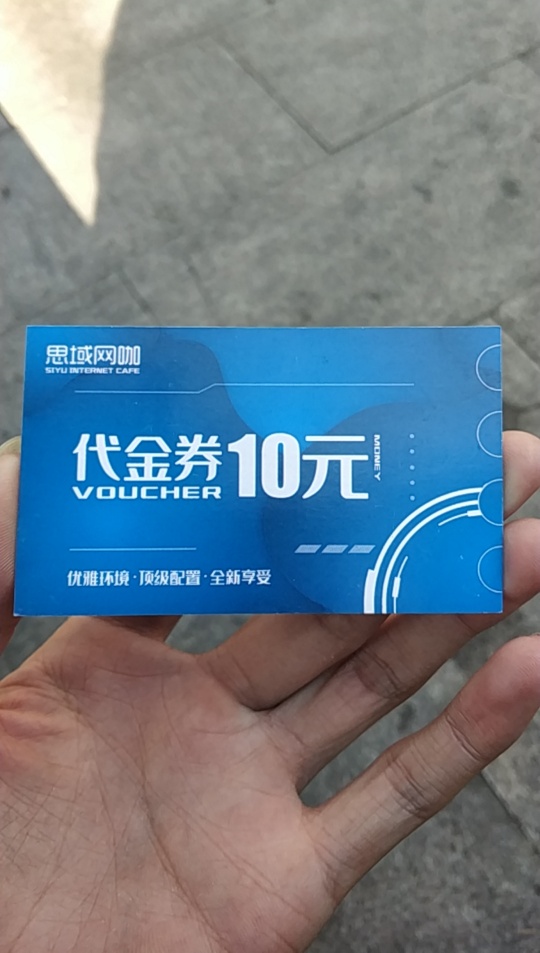 思域网咖
SIYU INTERNET CAFE
代金券10元
VOUCHER
MONEY
优雅环境·顶级配置·全新享受